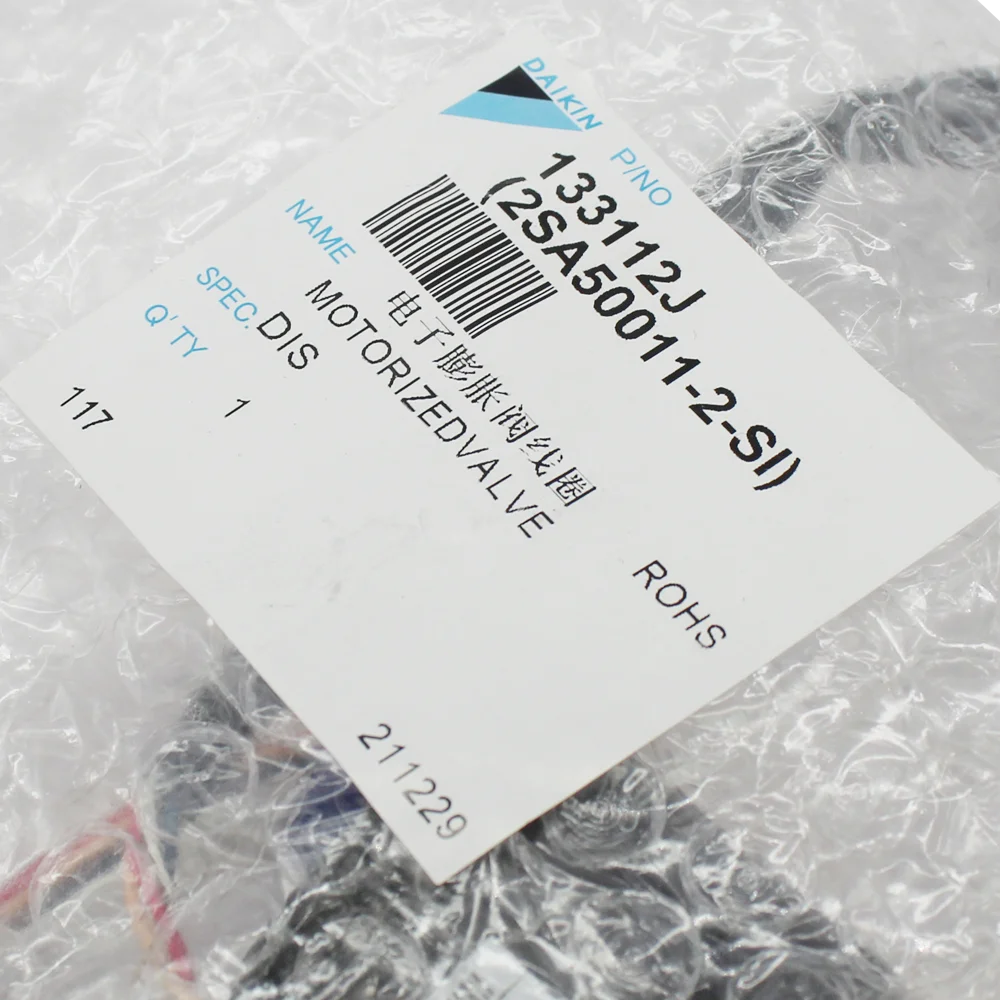 DAIKIN
P/NO
133112J
(2SA50011-2-SI)
NAME
电子膨胀阀线圈
MOTORIZEDVALVE
SPEC. DIS
Q'TY
1
117
ROHS
211229